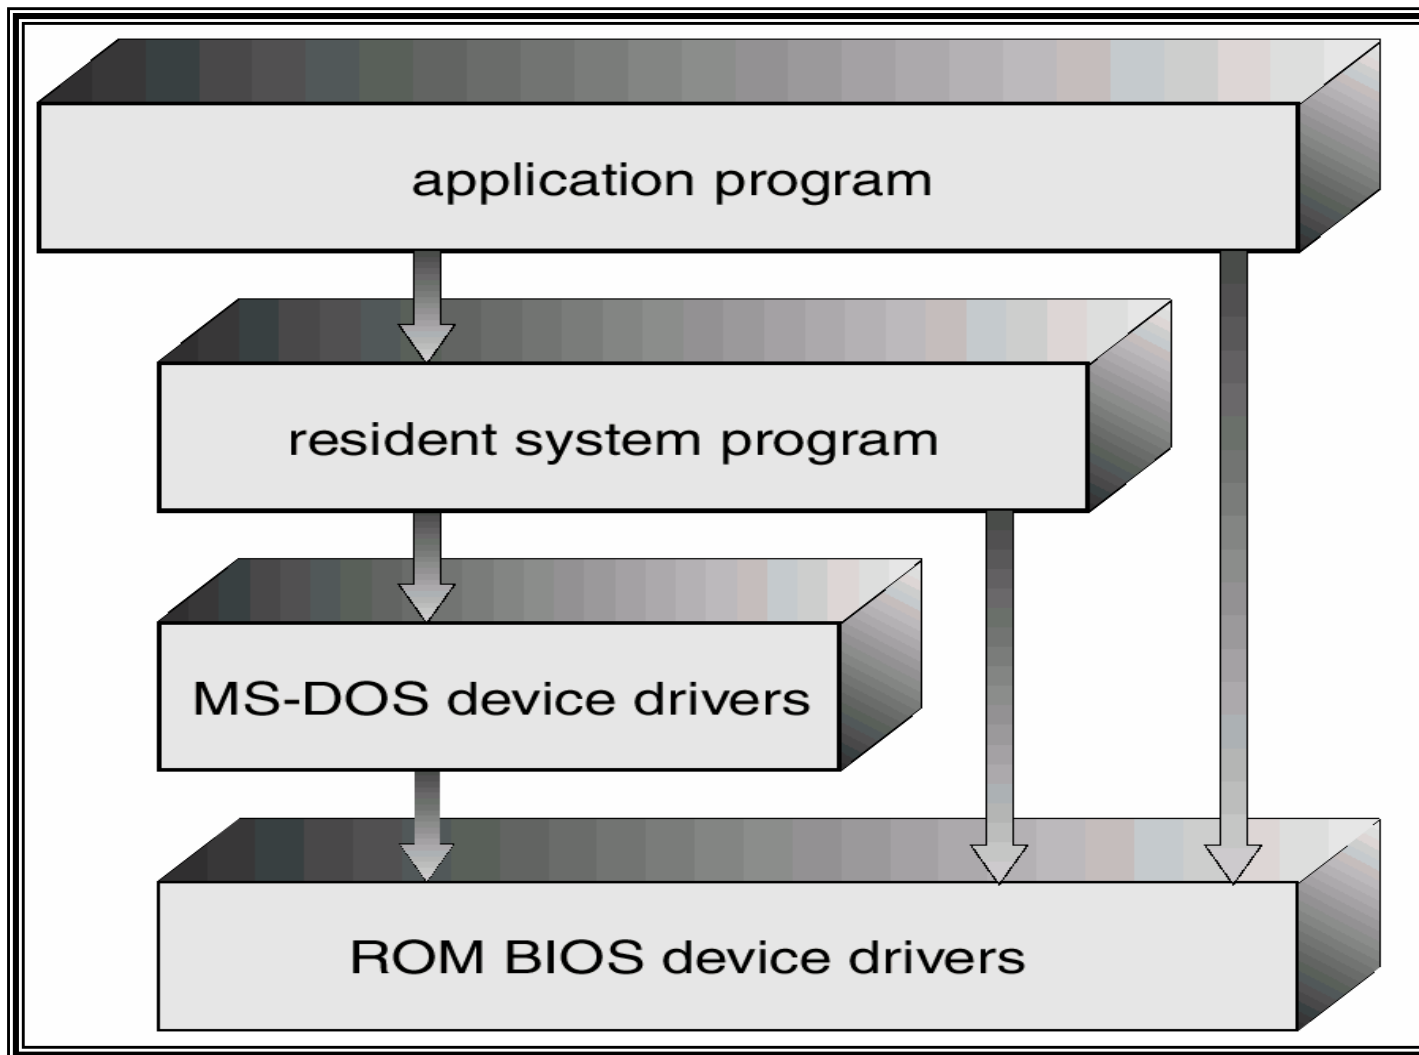 application program
resident system program
MS-DOS device drivers
ROM BIOS device drivers